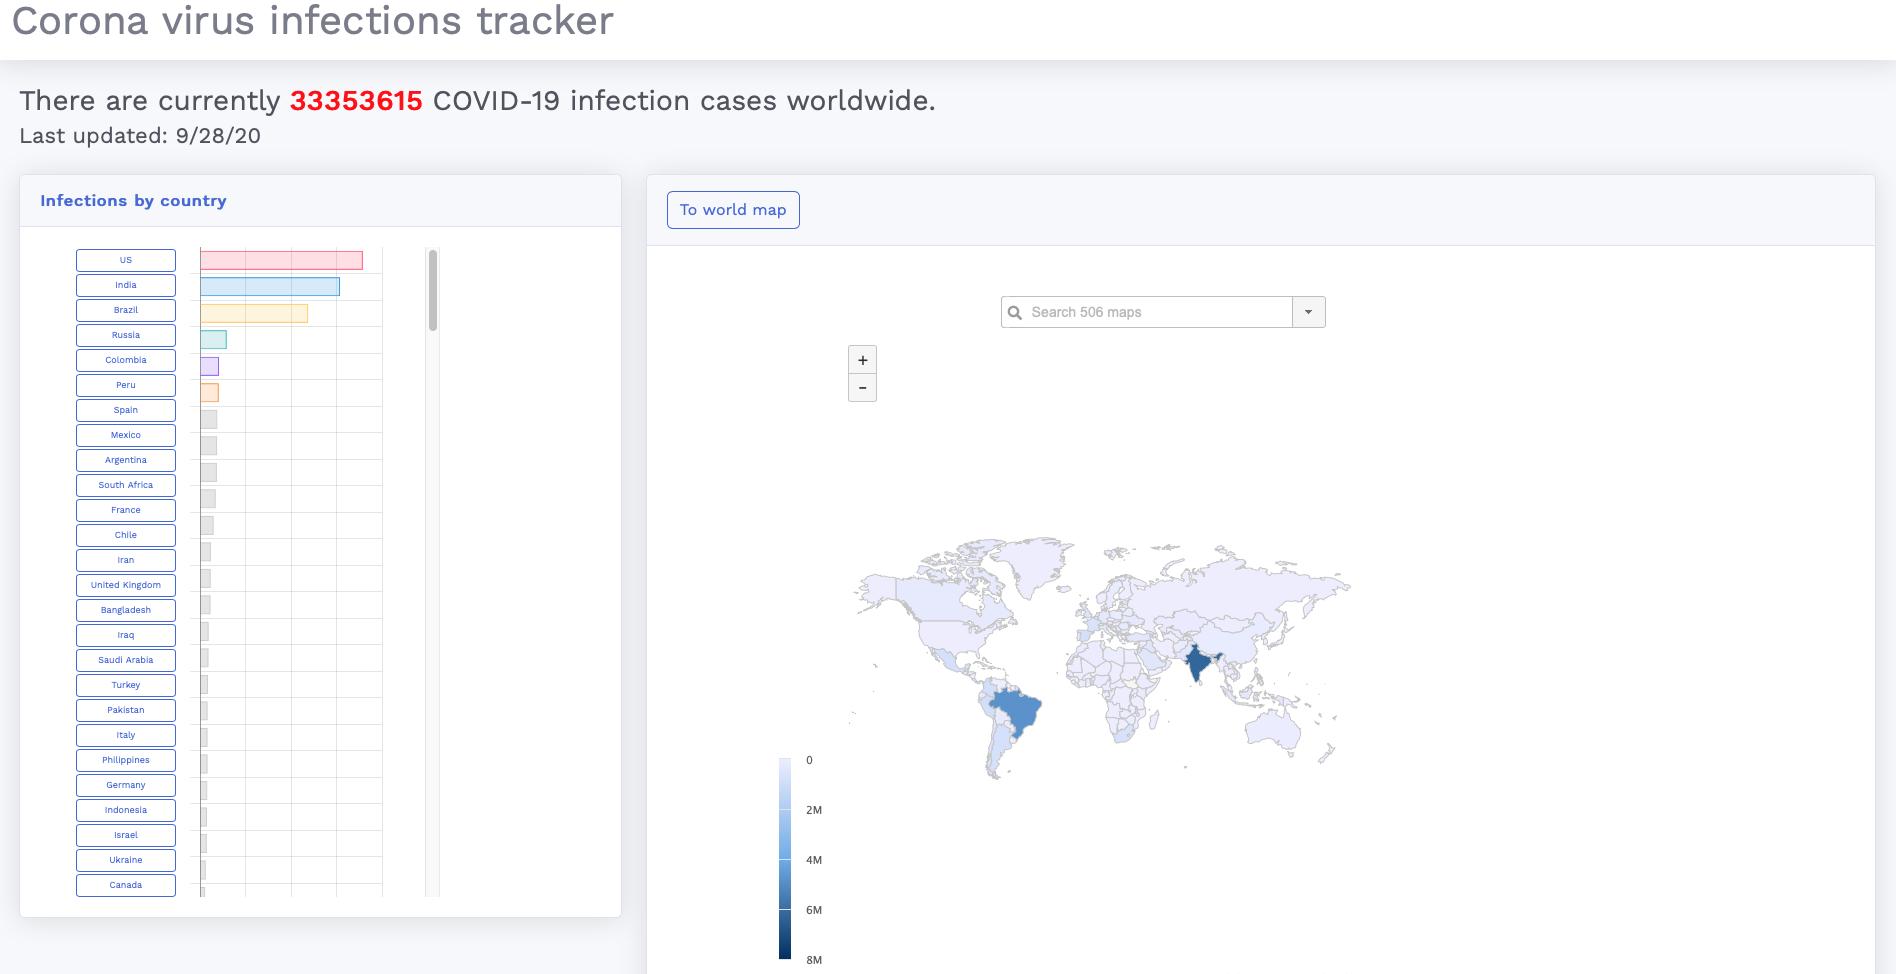 Corona virus infections tracker
There are currently 33353615 COVID-19 infection cases worldwide.
Last updated: 9/28/20
Infections by country
US
India
Brazil
Russia
Colombia
Peru
Spain
Mexico
Argentina
South Africa
France
Chile
Iran
United Kingdom
Bangladesh
Iraq
Saudi Arabia
Turkey
Pakistan
Italy
Philippines
Germany
Indonesia
Israel
Ukraine
Canada
To world map
Search 506 maps
+
-
0
2M
4M
6M
8M